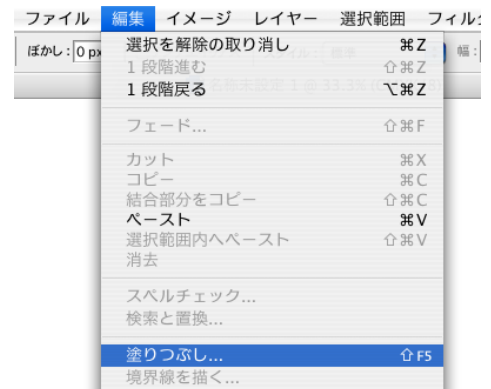 ファイル 編集 イメージ レイヤー 選択範囲 フィル
ぼかし : 0 px 幅 :
選択を解除の取り消し ⌘Z
1 段階進む ⇧⌘Z
1 段階戻る ⌥⌘Z
フェード... ⇧⌘F
カット ⌘X
コピー ⌘C
結合部分をコピー ⇧⌘C
ペースト ⌘V
選択範囲内へペースト ⇧⌘V
消去
スペルチェック...
検索と置換...
塗りつぶし... ⇧F5
境界線を描く...